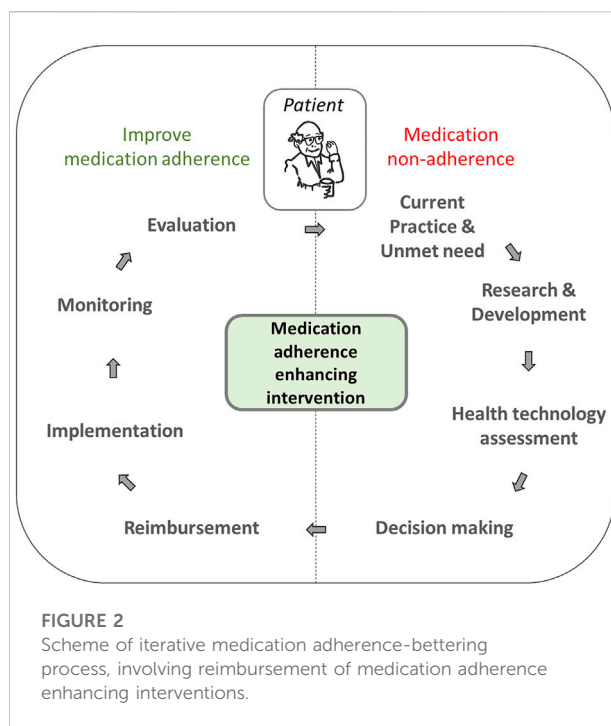 Patient
Improve
medication adherence
Medication
non-adherence
Current
Practice &
Unmet need
Research &
Development
Health technology
assessment
Decision making
Reimbursement
Implementation
Monitoring
Evaluation
Medication
adherence
enhancing
intervention
FIGURE 2
Scheme of iterative medication adherence-bettering
process, involving reimbursement of medication adherence
enhancing interventions.